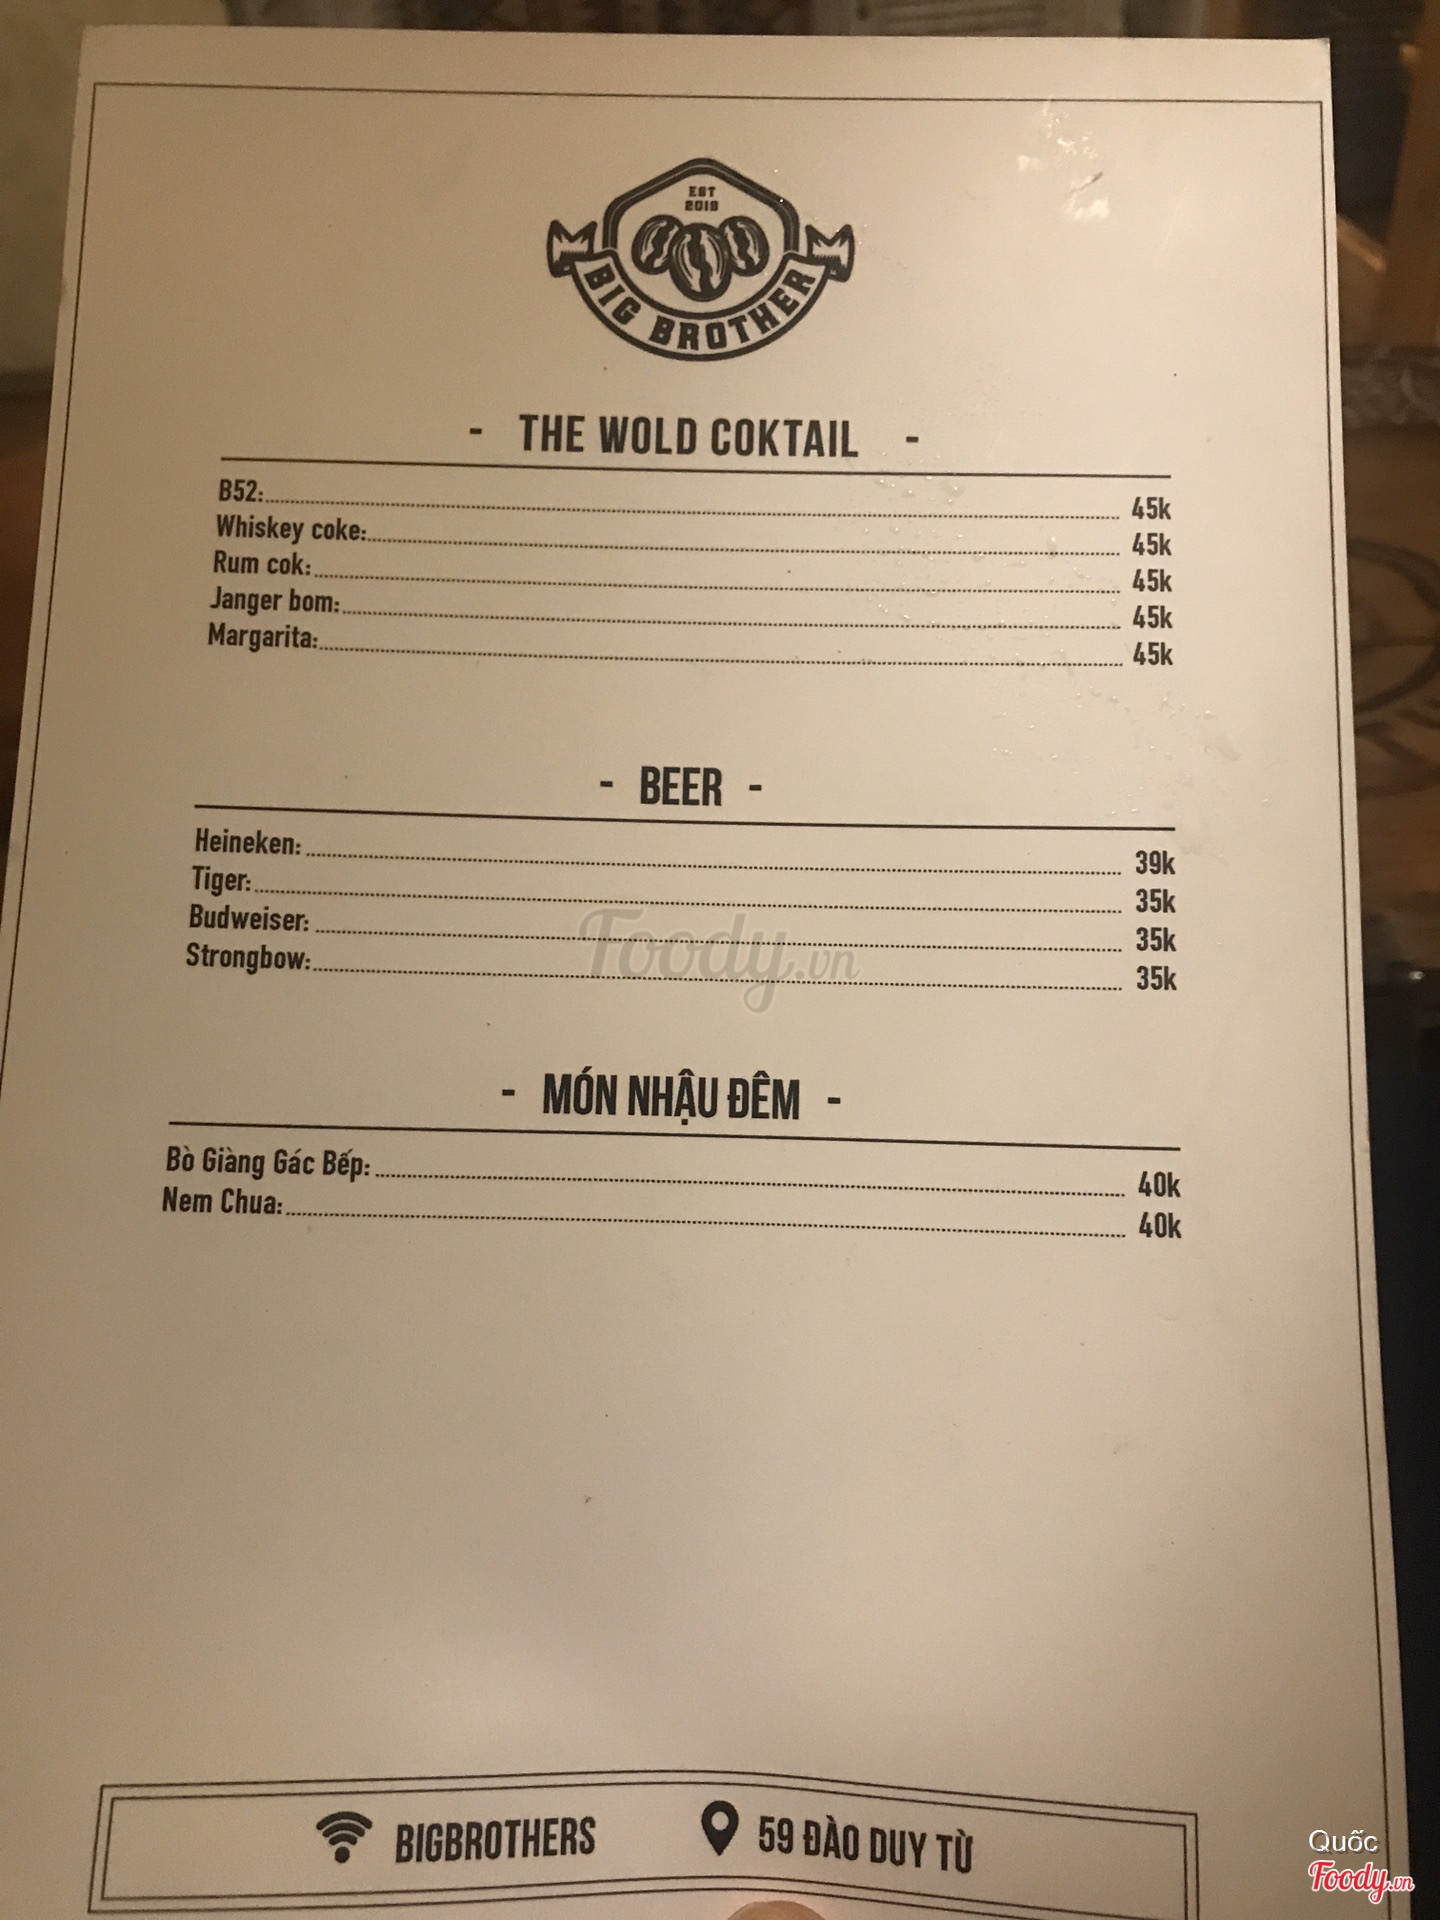 EST
2019
BIG BROTHER
- THE WOLD COKTAIL -
B52: 45k
Whiskey coke: 45k
Rum cok: 45k
Janger bom: 45k
Margarita: 45k
- BEER -
Heineken: 39k
Tiger: 35k
Budweiser: 35k
Strongbow: 35k
Foody.vn
- MÓN NHẬU ĐÊM -
Bò Giàng Gác Bếp: 40k
Nem Chua: 40k
BIGBROTHERS 59 ĐÀO DUY TỪ
Quốc
Foody.vn